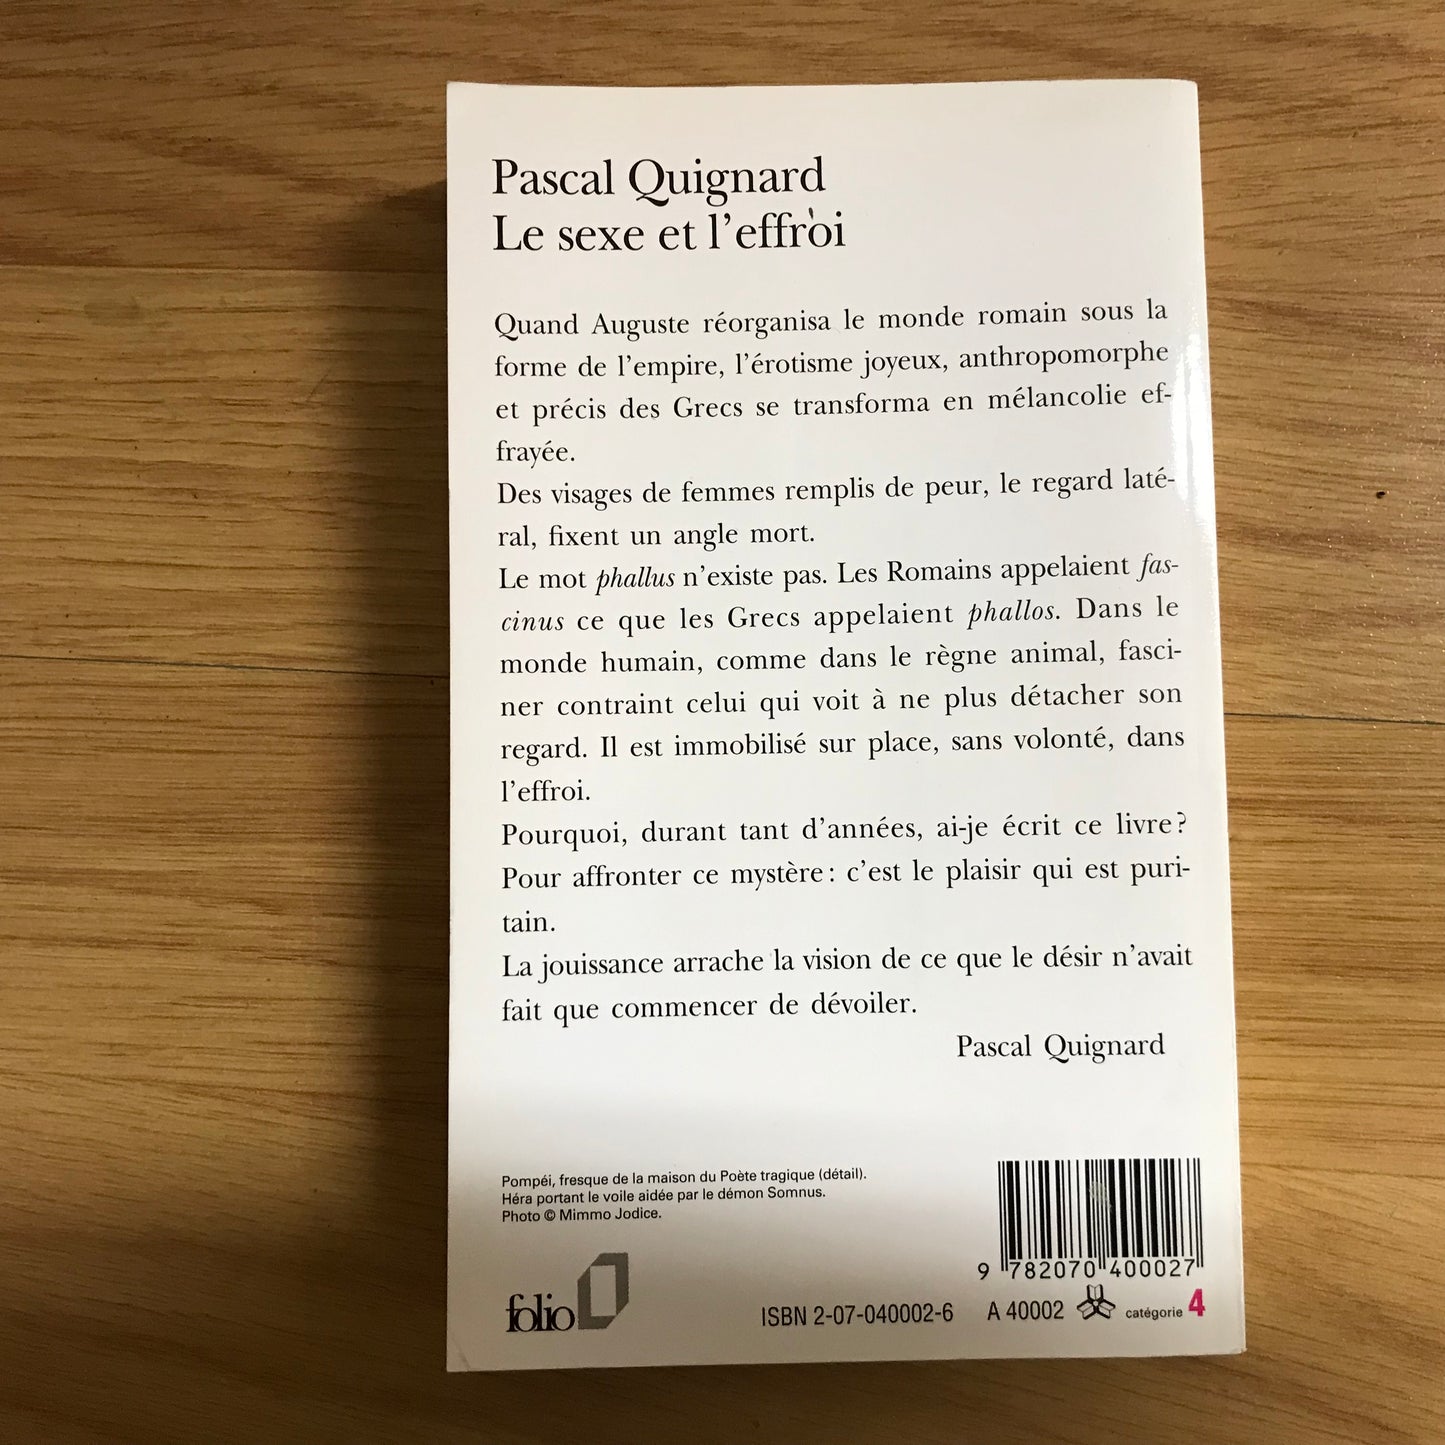 Pascal Quignard
Le sexe et l'effroi
Quand Auguste réorganisa le monde romain sous la
forme de l'empire, l'érotisme joyeux, anthropomorphe
et précis des Grecs se transforma en mélancolie ef-
frayée.
Des visages de femmes remplis de peur, le regard laté-
ral, fixent un angle mort.
Le mot phallus n'existe pas. Les Romains appelaient fas-
cinus ce que les Grecs appelaient phallos. Dans le
monde humain, comme dans le règne animal, fasci-
ner contraint celui qui voit à ne plus détacher son
regard. Il est immobilisé sur place, sans volonté, dans
l'effroi.
Pourquoi, durant tant d'années, ai-je écrit ce livre ?
Pour affronter ce mystère : c'est le plaisir qui est puri-
tain.
La jouissance arrache la vision de ce que le désir n'avait
fait que commencer de dévoiler.
Pascal Quignard
Pompéi, fresque de la maison du Poète tragique (détail).
Héra portant le voile aidée par le démon Somnus.
Photo © Mimmo Jodice.
9 782070 400027
folio
ISBN 2-07-040002-6 A 40002 catégorie 4